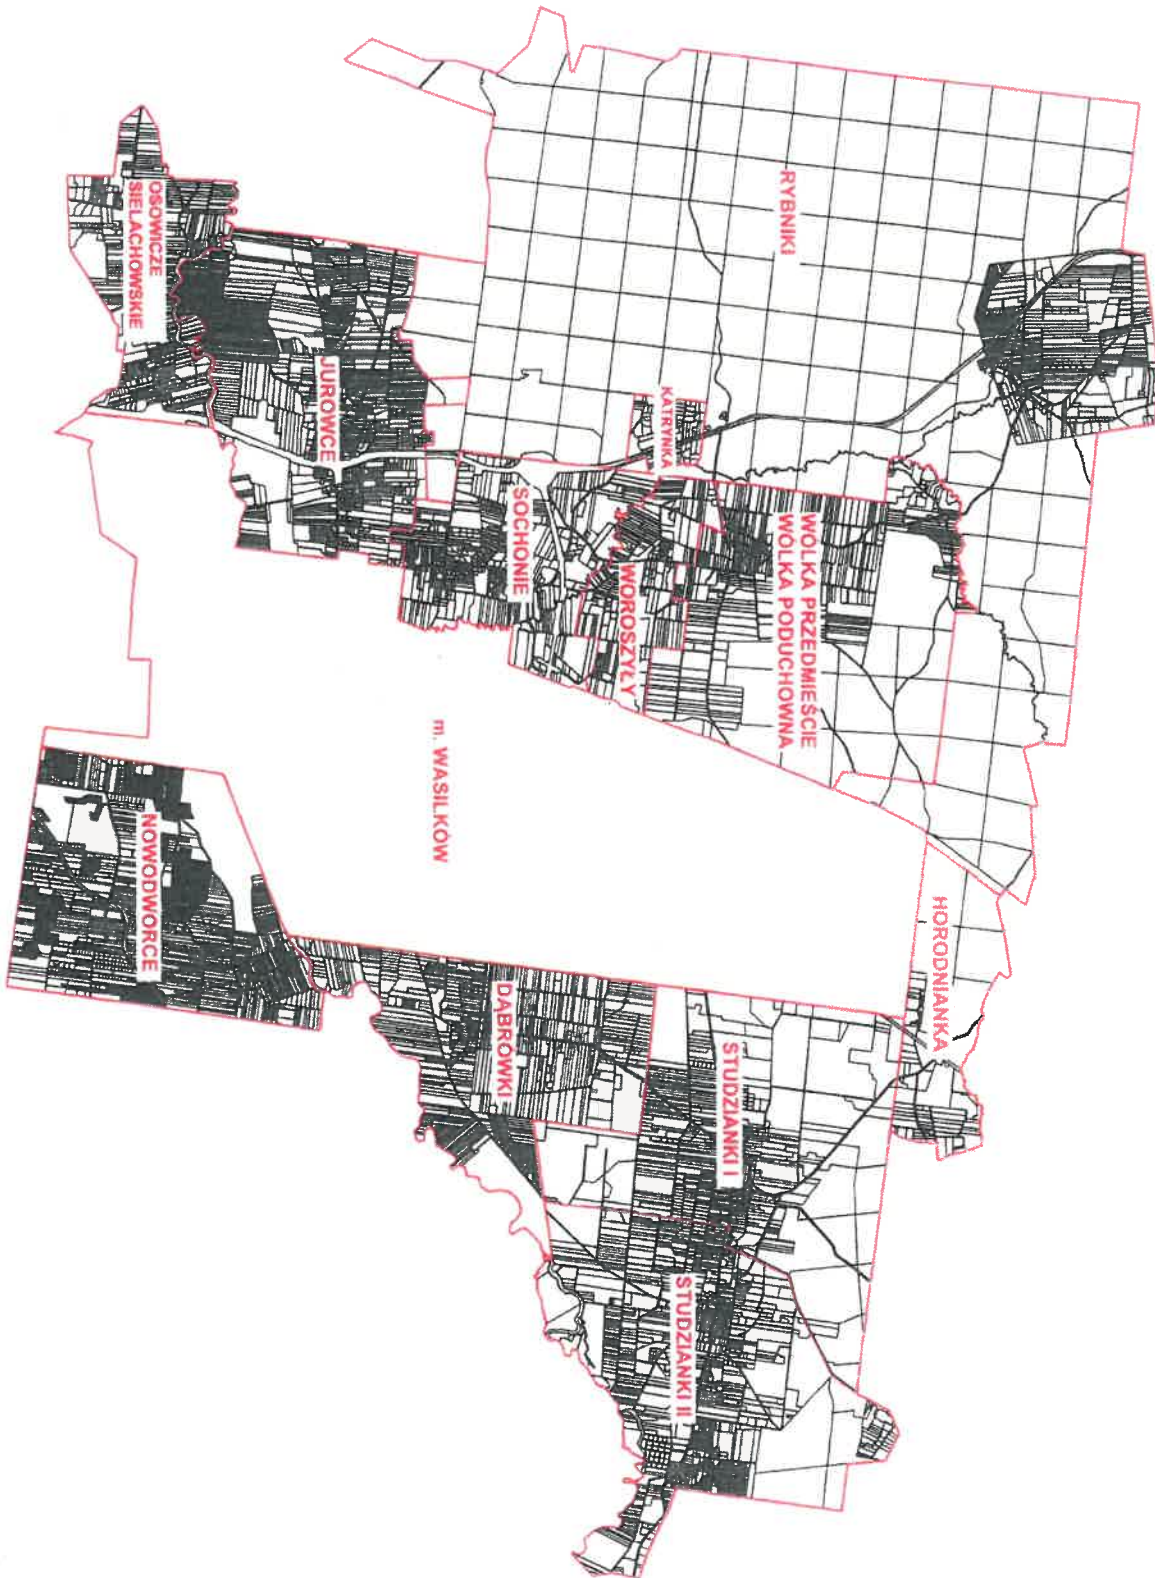 RYBNIKI
OSOWICZE
SIELACHOWSKIE
JUROWCE
KATRYNKA
SOCHONIE
WOROSZYŁY
WÓLKA PRZEDMIEŚCIE
WÓLKA PODUCHOWNA
m. WASILKÓW
NOWODWORCE
HORODNIANKA
DĄBRÓWKI
STUDZIANKI I
STUDZIANKI II